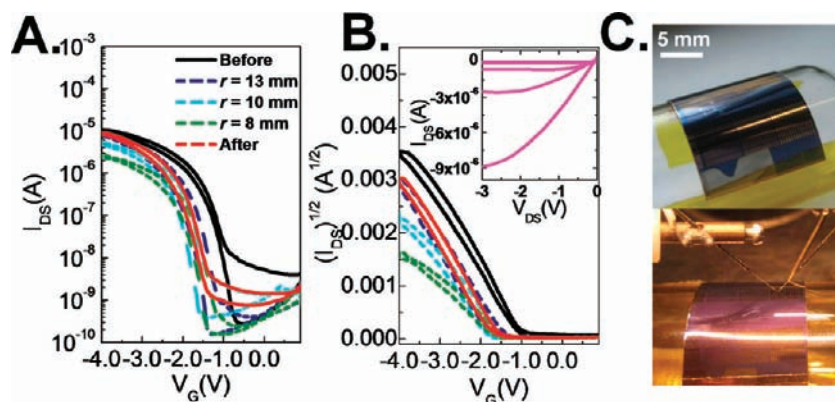 A.
10⁻³
10⁻⁴
10⁻⁵
10⁻⁶
10⁻⁷
10⁻⁸
10⁻⁹
10⁻¹⁰
I_DS(A)
Before
r = 13 mm
r = 10 mm
r = 8 mm
After
-4.0 -3.0 -2.0 -1.0 0.0
V_G(V)
B.
0.005
0.004
0.003
0.002
0.001
0.000
(I_DS)^1/2 (A^1/2)
0
-3x10⁻⁶
-6x10⁻⁶
-9x10⁻⁶
I_DS(A)
-3 -2 -1 0
V_DS(V)
-4.0 -3.0 -2.0 -1.0 0.0
V_G(V)
C.
5 mm